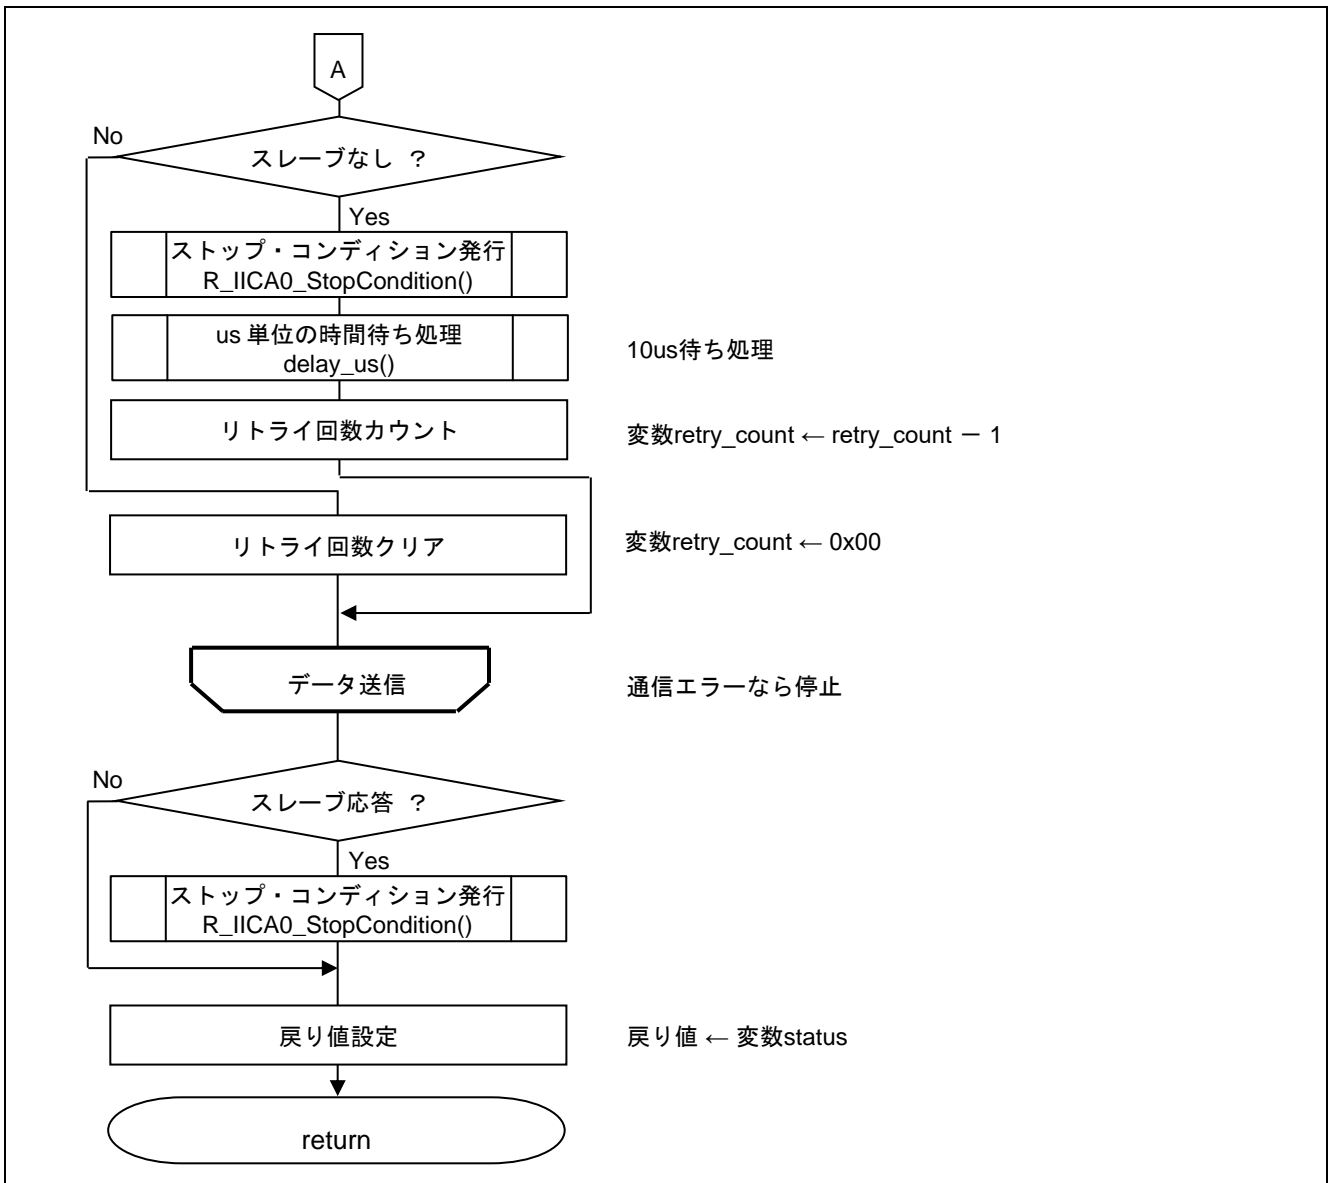 A
No
スレーブなし ?
Yes
ストップ・コンディション発行
R_IICA0_StopCondition()
us 単位の時間待ち処理
delay_us()
10us待ち処理
リトライ回数カウント
変数retry_count ← retry_count － 1
リトライ回数クリア
変数retry_count ← 0x00
データ送信
通信エラーなら停止
No
スレーブ応答 ?
Yes
ストップ・コンディション発行
R_IICA0_StopCondition()
戻り値設定
戻り値 ← 変数status
return